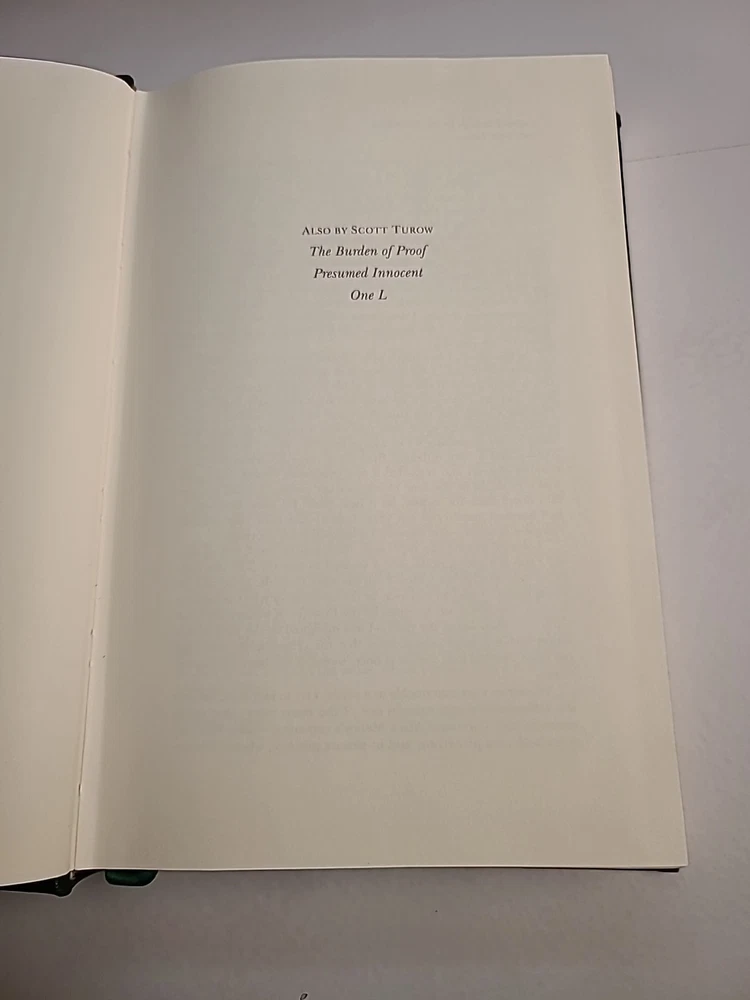 ALSO BY SCOTT TUROW
The Burden of Proof
Presumed Innocent
One L